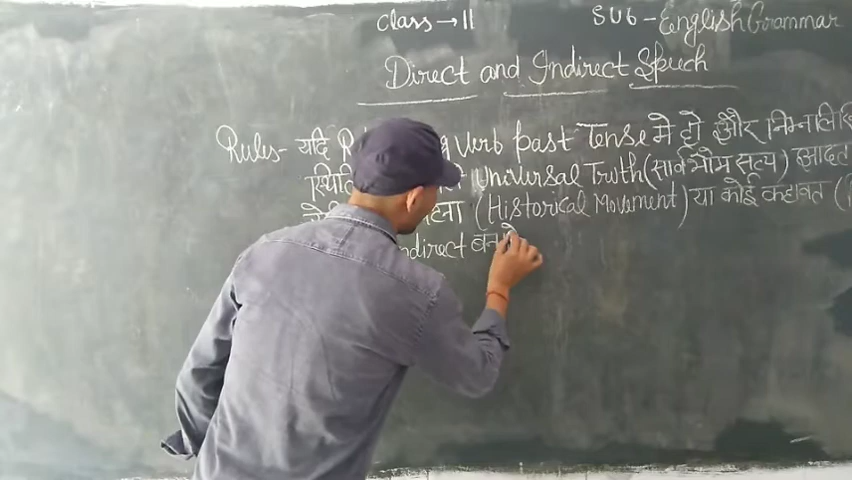 Class → 11 Sub - English Grammar
Direct and Indirect Speech
Rules - यदि Verb past Tense मे हो और
Universal Truth (सार्वभौम सत्य) आदत
(Historical Movement) या कोई कहावत (
Indirect